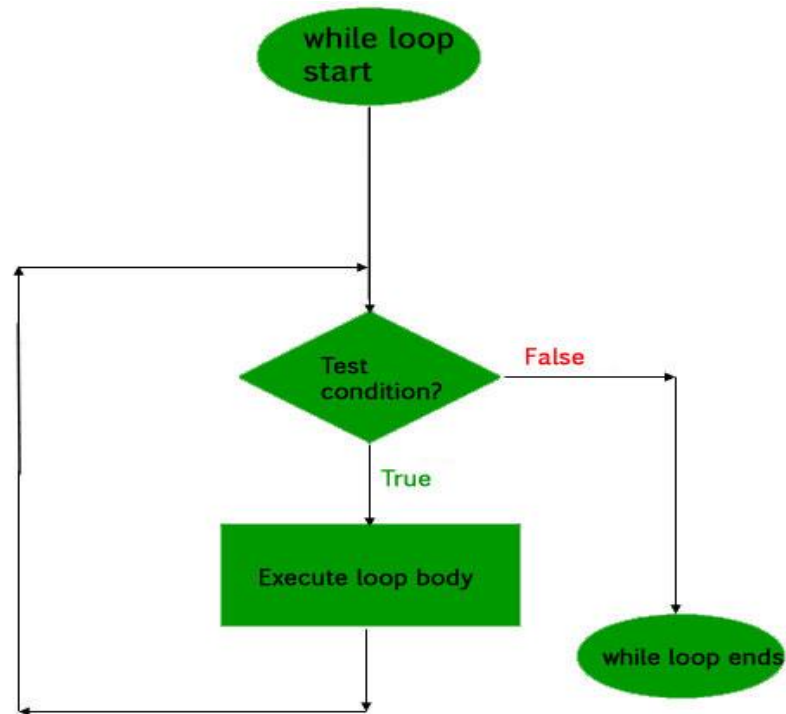 while loop
start
Test
condition?
False
True
Execute loop body
while loop ends